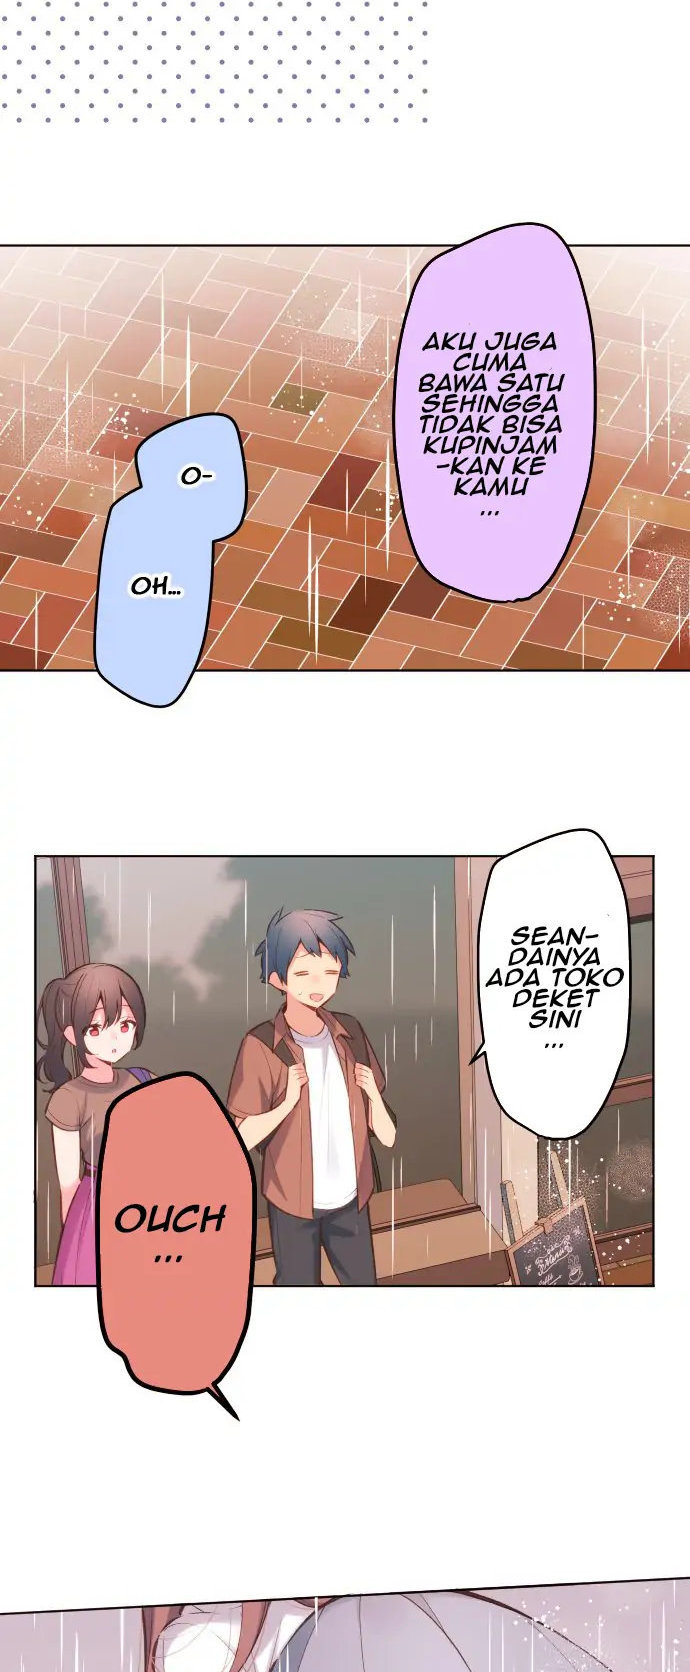 AKU JUGA
CUMA
BAWA SATU
SEHINGGA
TIDAK BISA
KUPINJAM
-KAN KE
KAMU
...
O-
OH...
SEAN-
DAINYA
ADA TOKO
DEKET
SINI
...
OUCH
...